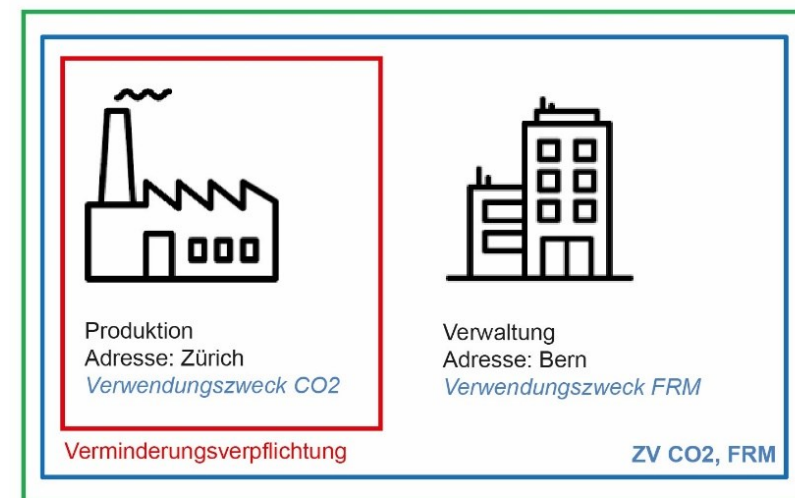 Produktion
Adresse: Zürich
Verwendungszweck CO2
Verwaltung
Adresse: Bern
Verwendungszweck FRM
Verminderungsverpflichtung
ZV CO2, FRM